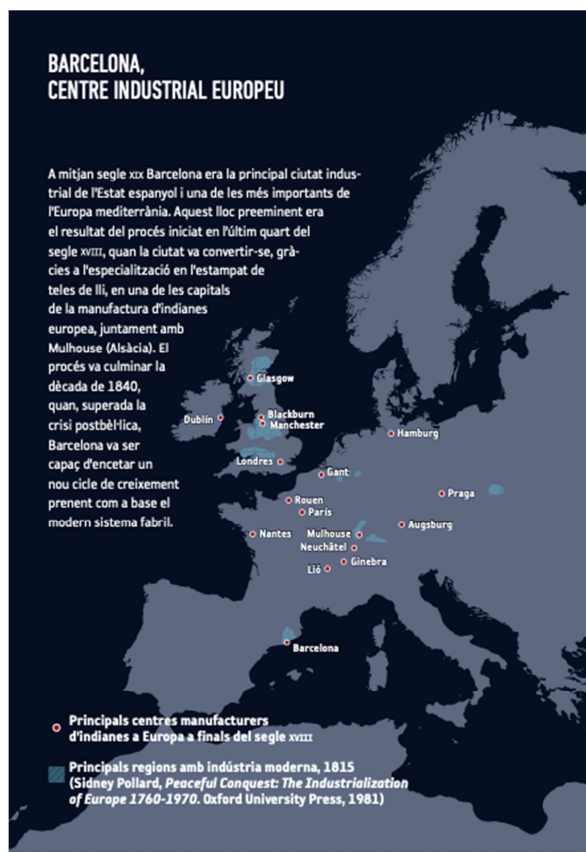 BARCELONA,
CENTRE INDUSTRIAL EUROPEU
A mitjan segle XIX Barcelona era la principal ciutat indus-
trial de l'Estat espanyol i una de les més importants de
l'Europa mediterrània. Aquest lloc preeminent era
el resultat del procés iniciat en l'últim quart del
segle XVIII, quan la ciutat va convertir-se, grà-
cies a l'especialització en l'estampat de
teles de lli, en una de les capitals
de la manufactura d'indianes
europea, juntament amb
Mulhouse (Alsàcia). El
procés va culminar la
dècada de 1840,
quan, superada la
crisi postbèl·lica,
Barcelona va ser
capaç d'encetar un
nou cicle de creixement
prenent com a base el
modern sistema fabril.
Glasgow
Dublín
Blackburn
Manchester
Hamburg
Londres
Gant
Praga
Rouen
París
Augsburg
Nantes
Mulhouse
Neuchâtel
Ginebra
Lió
Barcelona
Principals centres manufacturers
d'indianes a Europa a finals del segle XVIII
Principals regions amb indústria moderna, 1815
(Sidney Pollard, Peaceful Conquest: The Industrialization
of Europe 1760-1970. Oxford University Press, 1981)